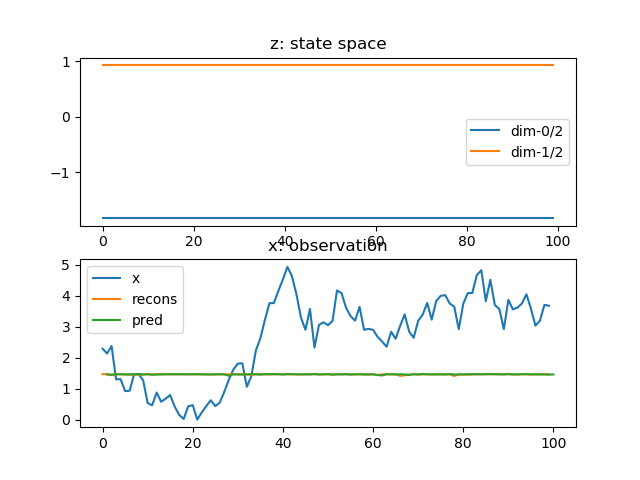 z: state space
1
0
−1
dim-0/2
dim-1/2
0 20 40 60 80 100
x: observation
5
4
3
2
1
0
x
recons
pred
0 20 40 60 80 100